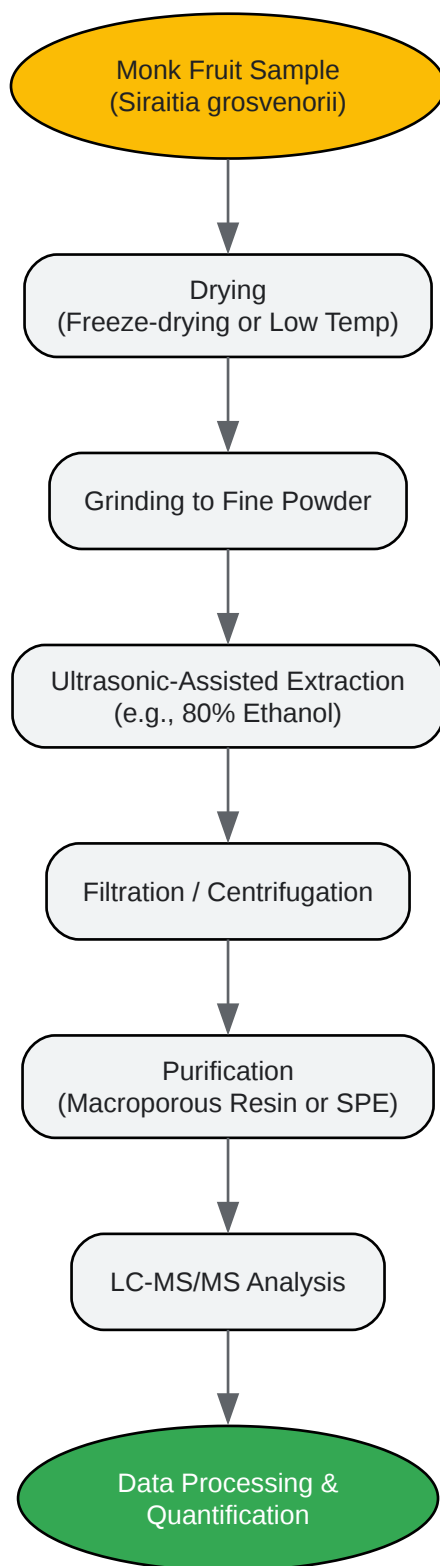 Monk Fruit Sample
(Siraitia grosvenorii)
Drying
(Freeze-drying or Low Temp)
Grinding to Fine Powder
Ultrasonic-Assisted Extraction
(e.g., 80% Ethanol)
Filtration / Centrifugation
Purification
(Macroporous Resin or SPE)
LC-MS/MS Analysis
Data Processing &
Quantification